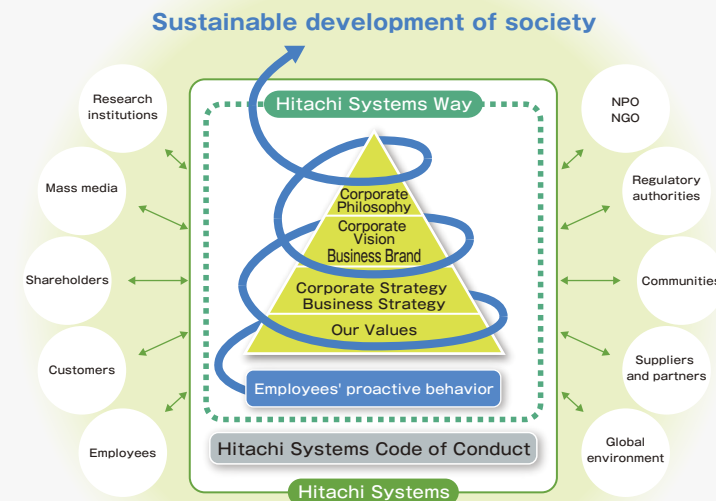 Sustainable development of society
Research
institutions
Mass media
Shareholders
Customers
Employees
Hitachi Systems Way
Corporate
Philosophy
Corporate
Vision
Business Brand
Corporate Strategy
Business Strategy
Our Values
Employees' proactive behavior
Hitachi Systems Code of Conduct
Hitachi Systems
NPO
NGO
Regulatory
authorities
Communities
Suppliers
and partners
Global
environment